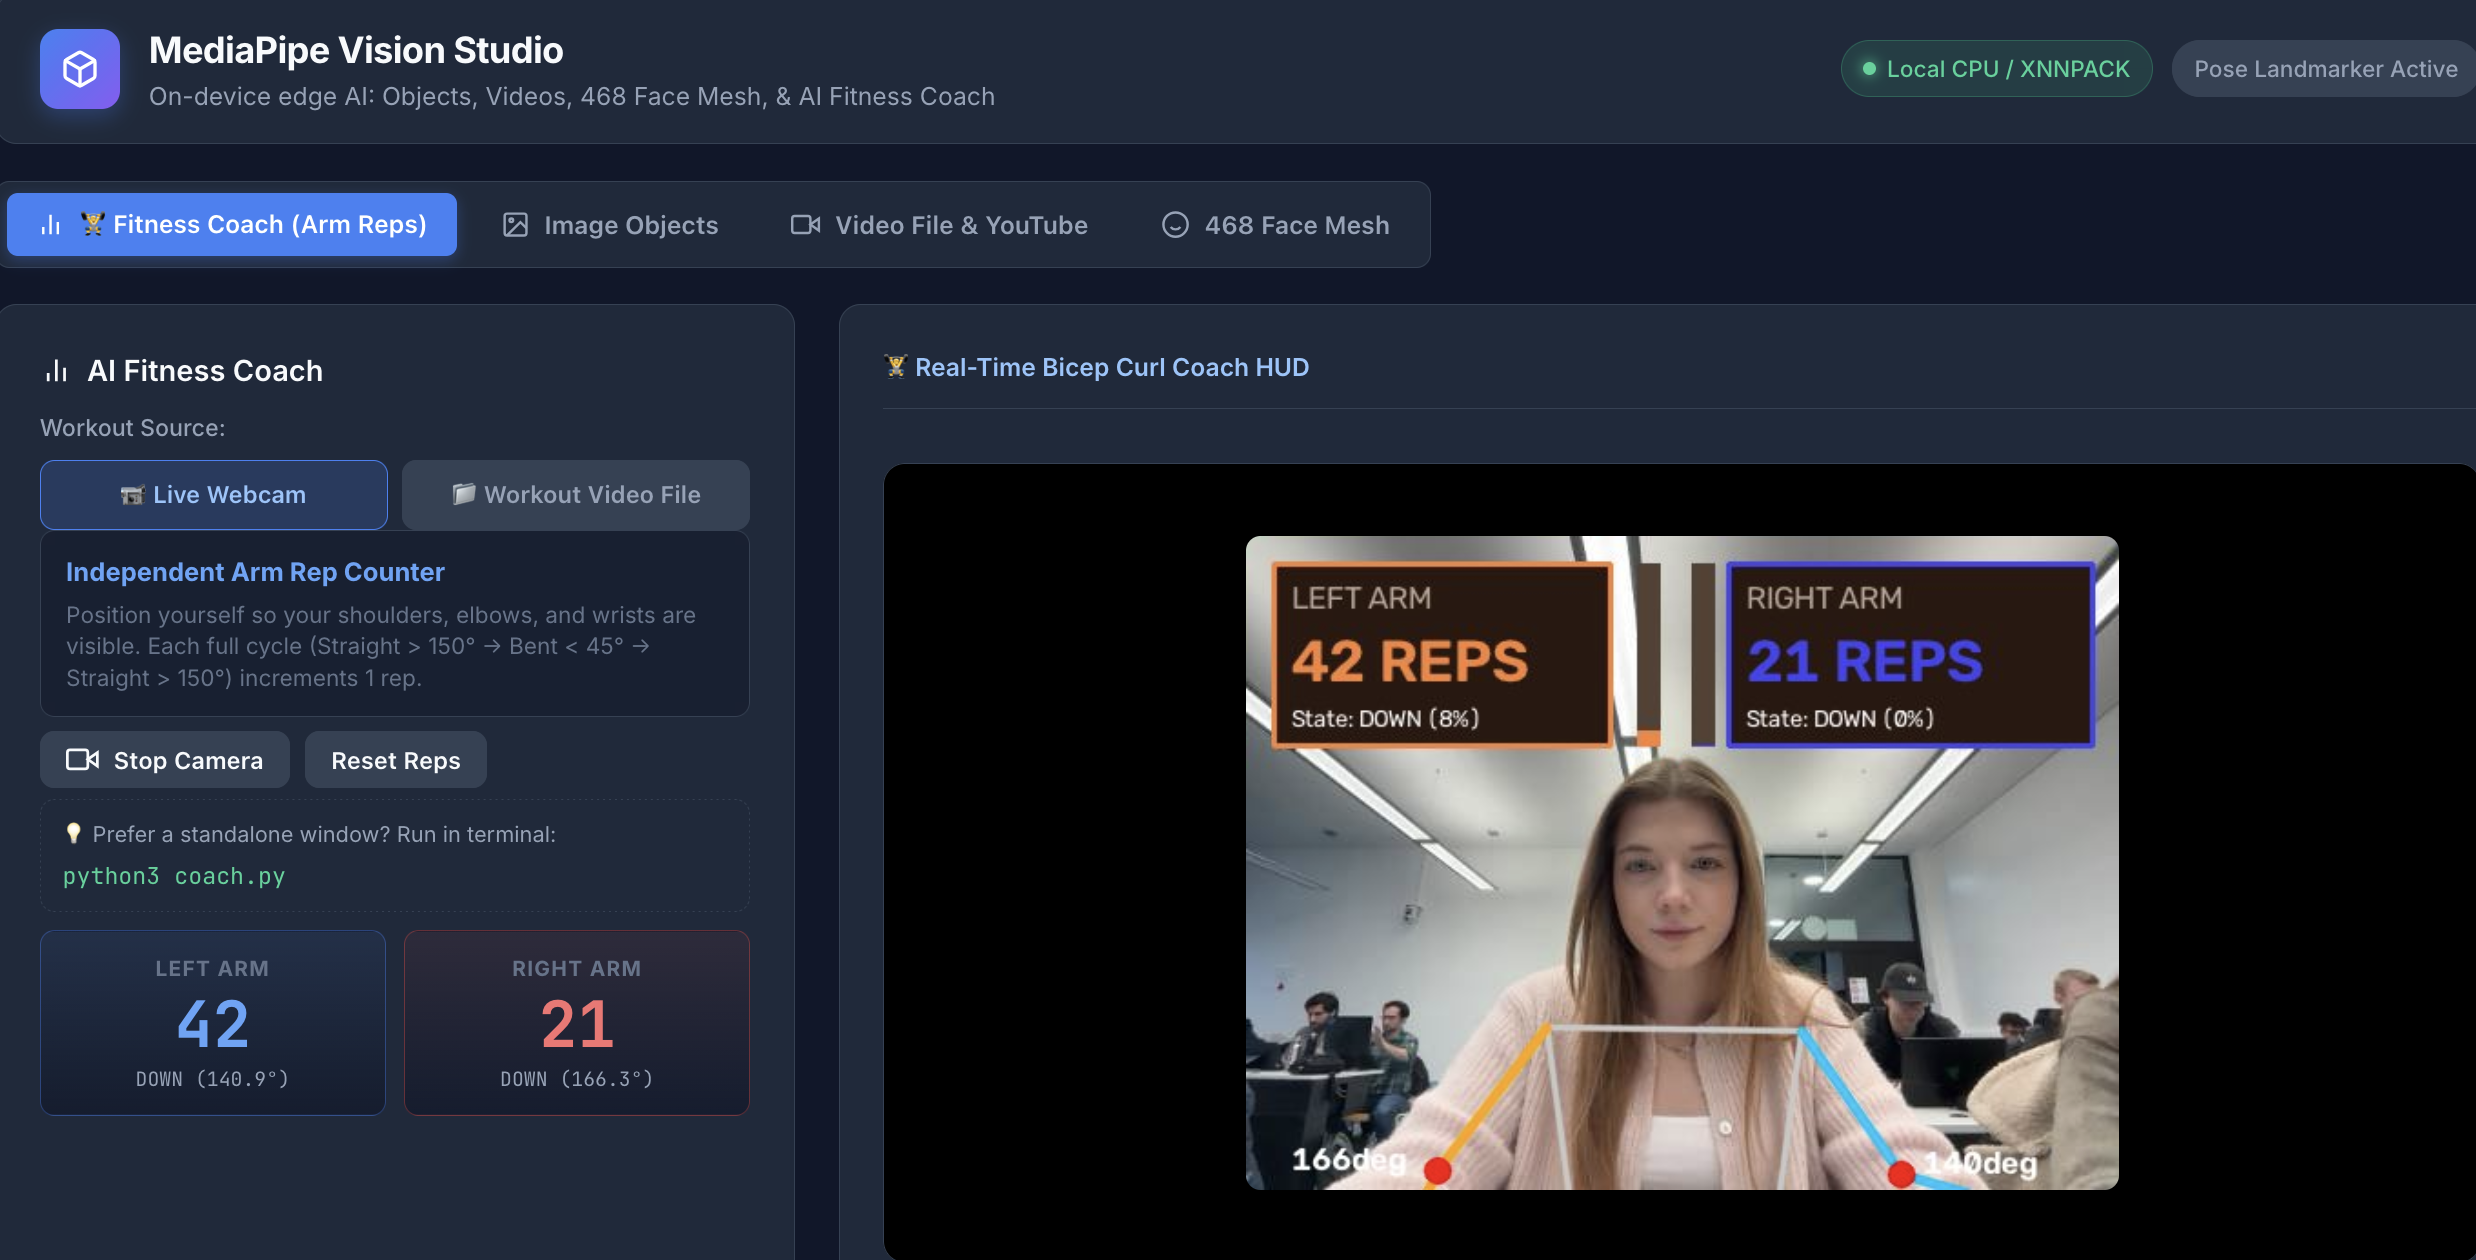 MediaPipe Vision Studio
On-device edge AI: Objects, Videos, 468 Face Mesh, & AI Fitness Coach
Local CPU / XNNPACK
Pose Landmarker Active
Fitness Coach (Arm Reps)
Image Objects
Video File & YouTube
468 Face Mesh
AI Fitness Coach
Workout Source:
Live Webcam
Workout Video File
Independent Arm Rep Counter
Position yourself so your shoulders, elbows, and wrists are
visible. Each full cycle (Straight > 150° → Bent < 45° →
Straight > 150°) increments 1 rep.
Stop Camera
Reset Reps
Prefer a standalone window? Run in terminal:
python3 coach.py
LEFT ARM
42
DOWN (140.9°)
RIGHT ARM
21
DOWN (166.3°)
Real-Time Bicep Curl Coach HUD
LEFT ARM
42 REPS
State: DOWN (8%)
RIGHT ARM
21 REPS
State: DOWN (0%)
166deg
140deg